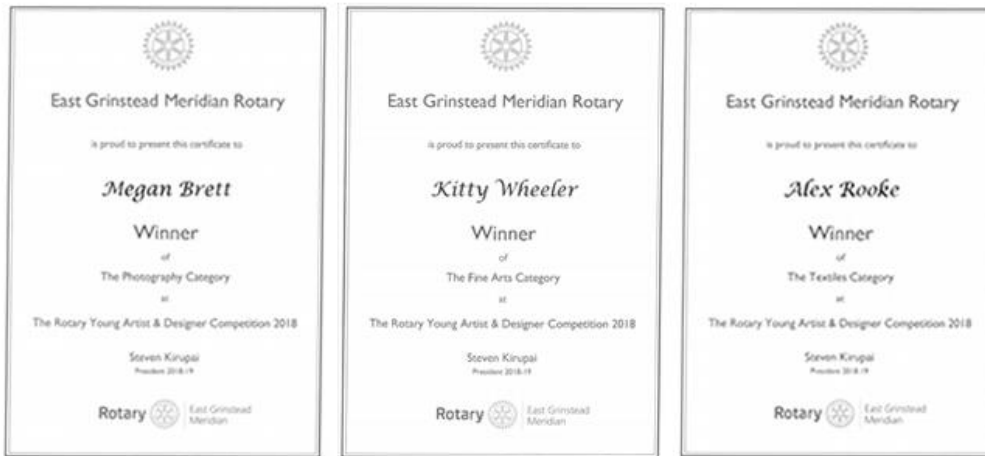 East Grinstead Meridian Rotary
is proud to present this certificate to
Megan Brett
Winner
of
The Photography Category
at
The Rotary Young Artist & Designer Competition 2018
Steven Kirupai
President 2018-19
Rotary
East Grinstead
Meridian
East Grinstead Meridian Rotary
is proud to present this certificate to
Kitty Wheeler
Winner
of
The Fine Arts Category
at
The Rotary Young Artist & Designer Competition 2018
Steven Kirupai
President 2018-19
Rotary
East Grinstead
Meridian
East Grinstead Meridian Rotary
is proud to present this certificate to
Alex Rooke
Winner
of
The Textiles Category
at
The Rotary Young Artist & Designer Competition 2018
Steven Kirupai
President 2018-19
Rotary
East Grinstead
Meridian